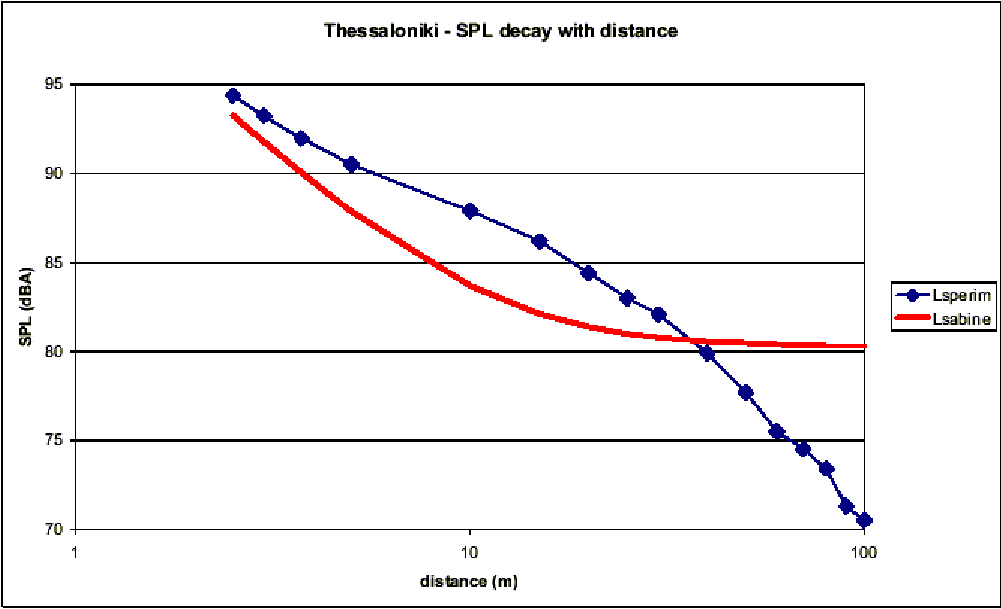 Thessaloniki - SPL decay with distance
95
90
85
80
75
70
SPL (dBA)
1
10
100
distance (m)
Lsperim
Lsabine